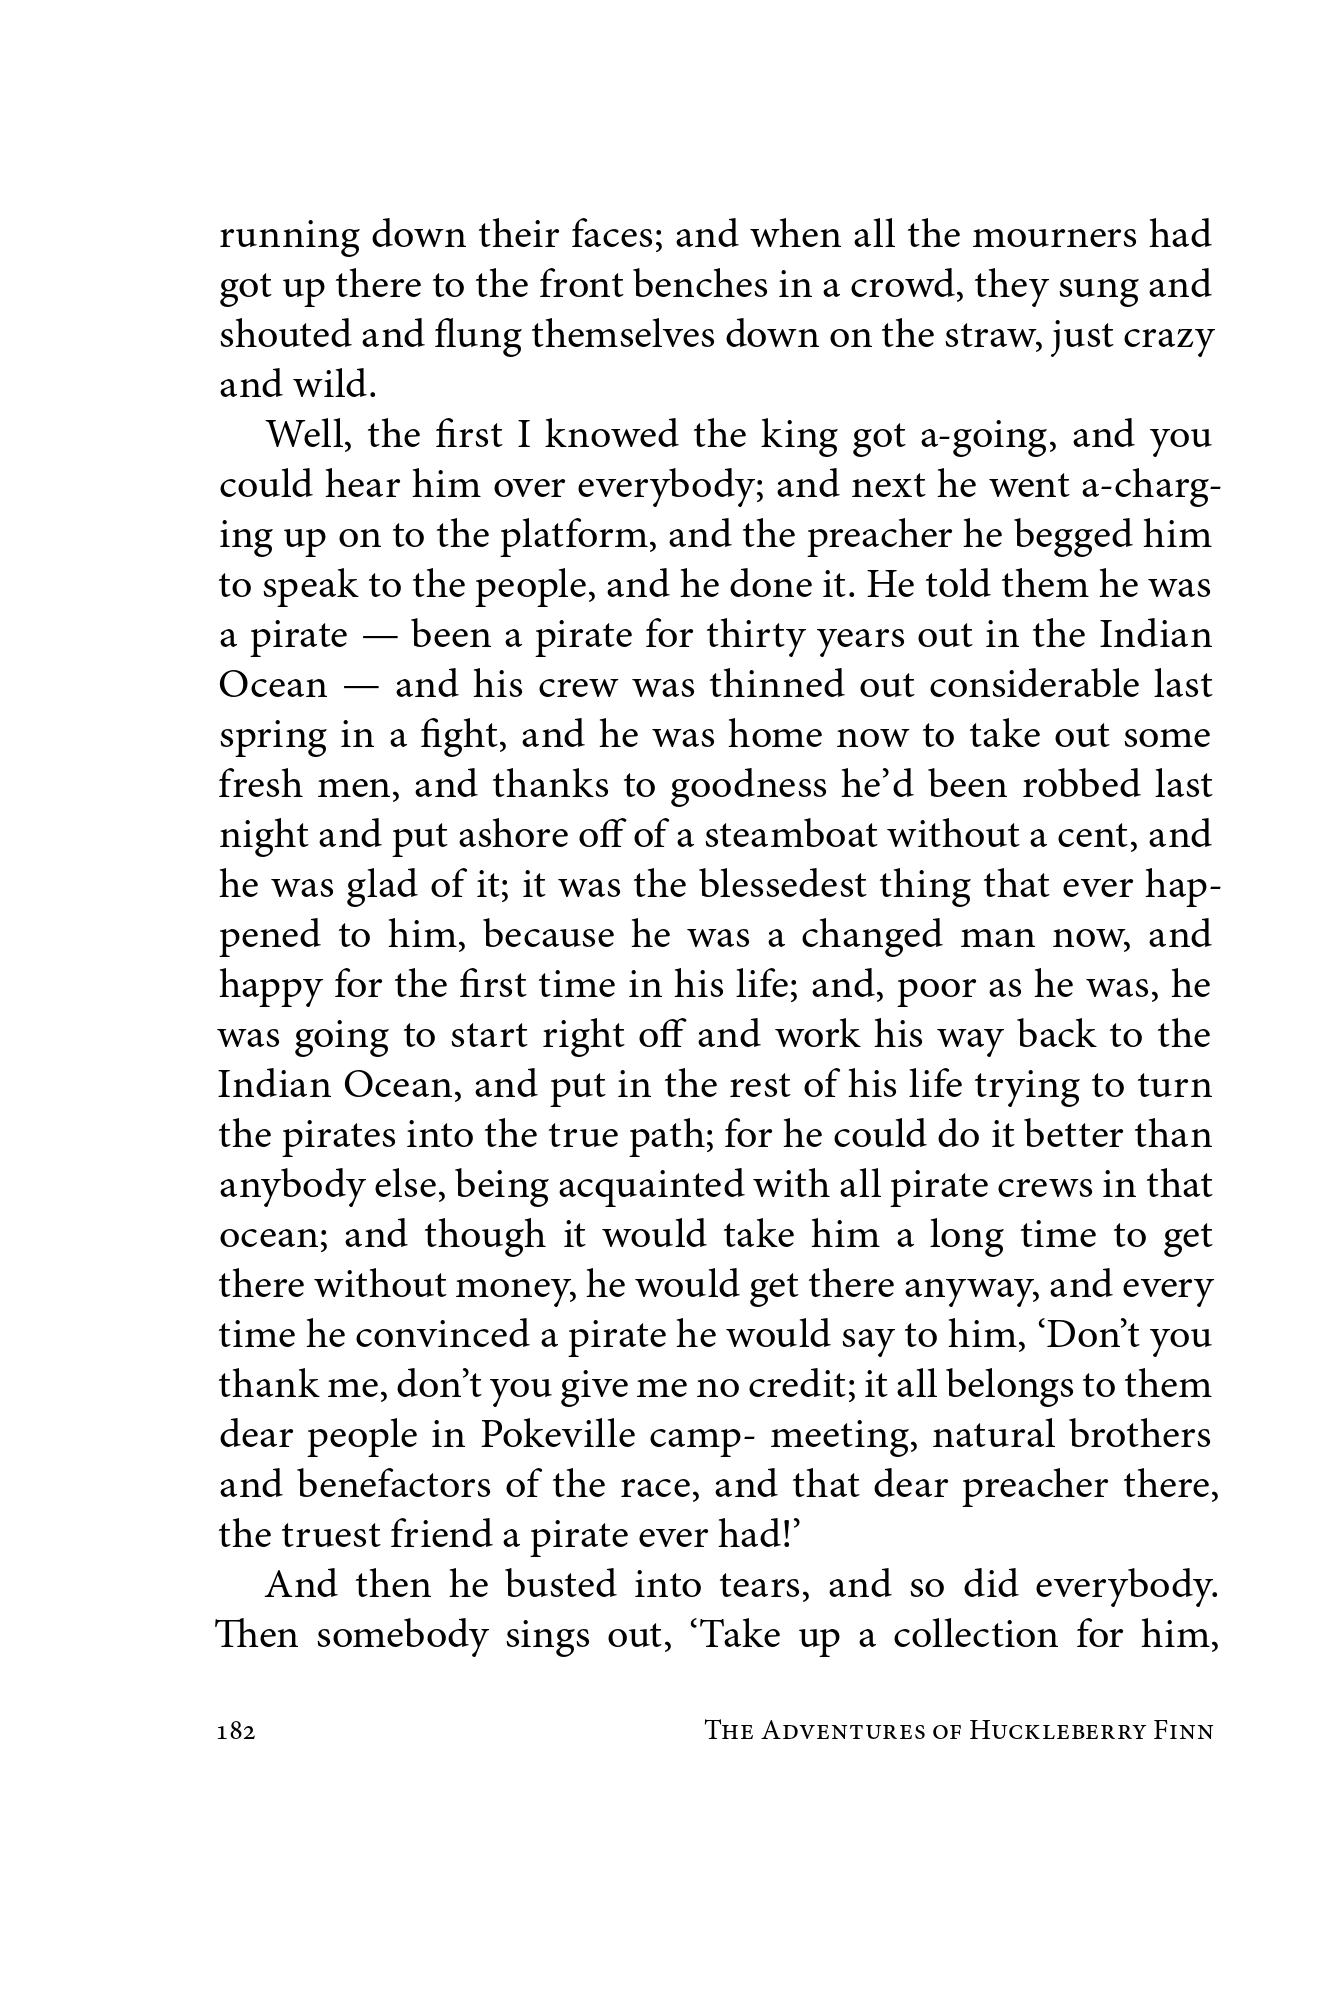 running down their faces; and when all the mourners had
got up there to the front benches in a crowd, they sung and
shouted and flung themselves down on the straw, just crazy
and wild.
Well, the first I knowed the king got a-going, and you
could hear him over everybody; and next he went a-charg-
ing up on to the platform, and the preacher he begged him
to speak to the people, and he done it. He told them he was
a pirate — been a pirate for thirty years out in the Indian
Ocean — and his crew was thinned out considerable last
spring in a fight, and he was home now to take out some
fresh men, and thanks to goodness he’d been robbed last
night and put ashore off of a steamboat without a cent, and
he was glad of it; it was the blessedest thing that ever hap-
pened to him, because he was a changed man now, and
happy for the first time in his life; and, poor as he was, he
was going to start right off and work his way back to the
Indian Ocean, and put in the rest of his life trying to turn
the pirates into the true path; for he could do it better than
anybody else, being acquainted with all pirate crews in that
ocean; and though it would take him a long time to get
there without money, he would get there anyway, and every
time he convinced a pirate he would say to him, ‘Don’t you
thank me, don’t you give me no credit; it all belongs to them
dear people in Pokeville camp- meeting, natural brothers
and benefactors of the race, and that dear preacher there,
the truest friend a pirate ever had!’
And then he busted into tears, and so did everybody.
Then somebody sings out, ‘Take up a collection for him,
182 The Adventures of Huckleberry Finn